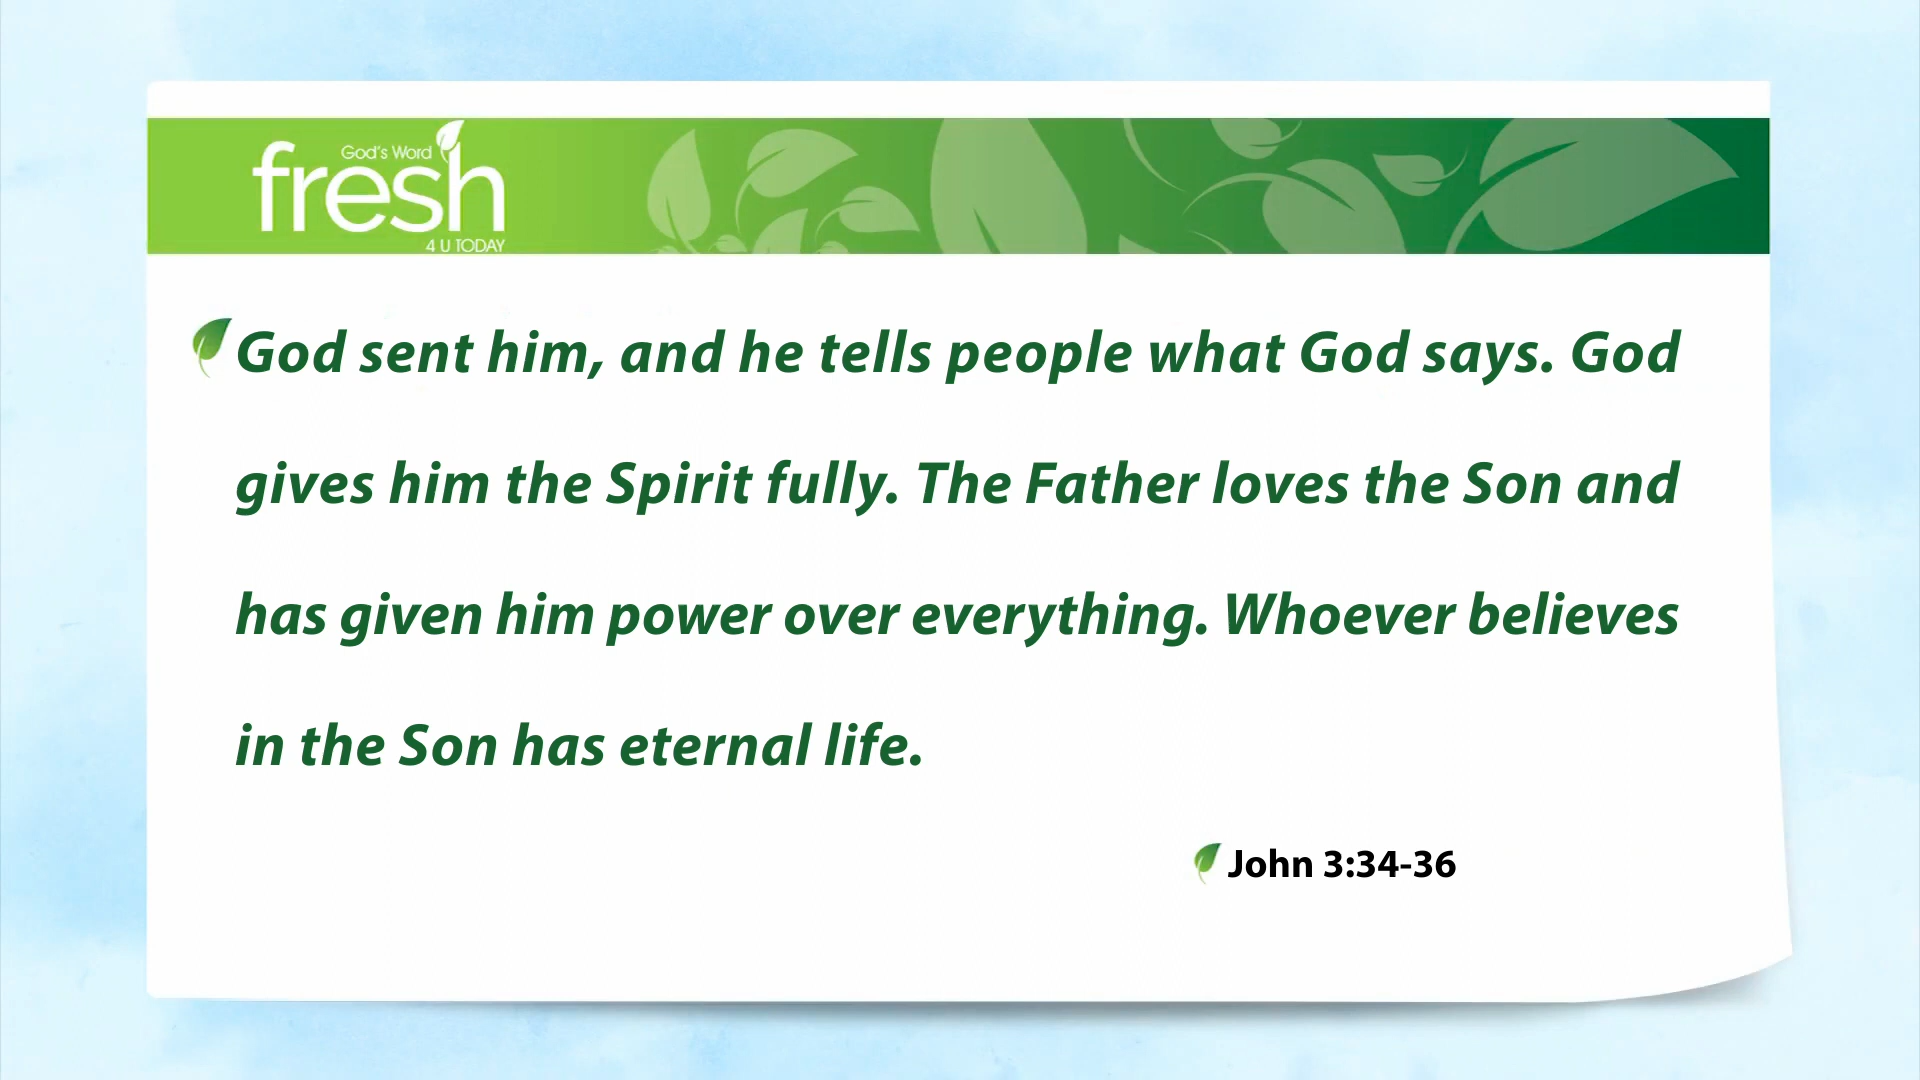 God's Word
fresh
4 U TODAY
God sent him, and he tells people what God says. God
gives him the Spirit fully. The Father loves the Son and
has given him power over everything. Whoever believes
in the Son has eternal life.
John 3:34-36